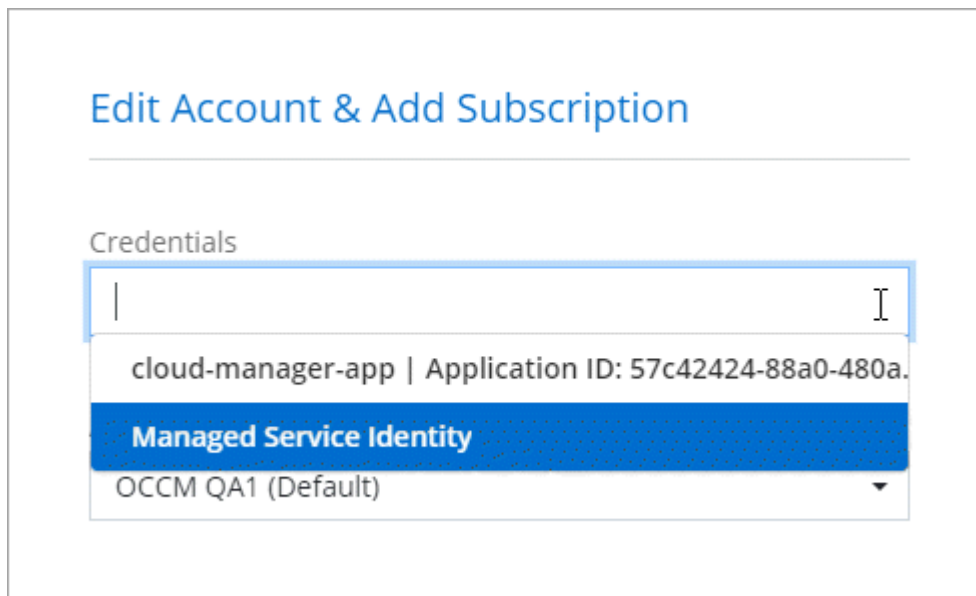 Edit Account & Add Subscription
Credentials
cloud-manager-app | Application ID: 57c42424-88a0-480a.
Managed Service Identity
OCCM QA1 (Default)